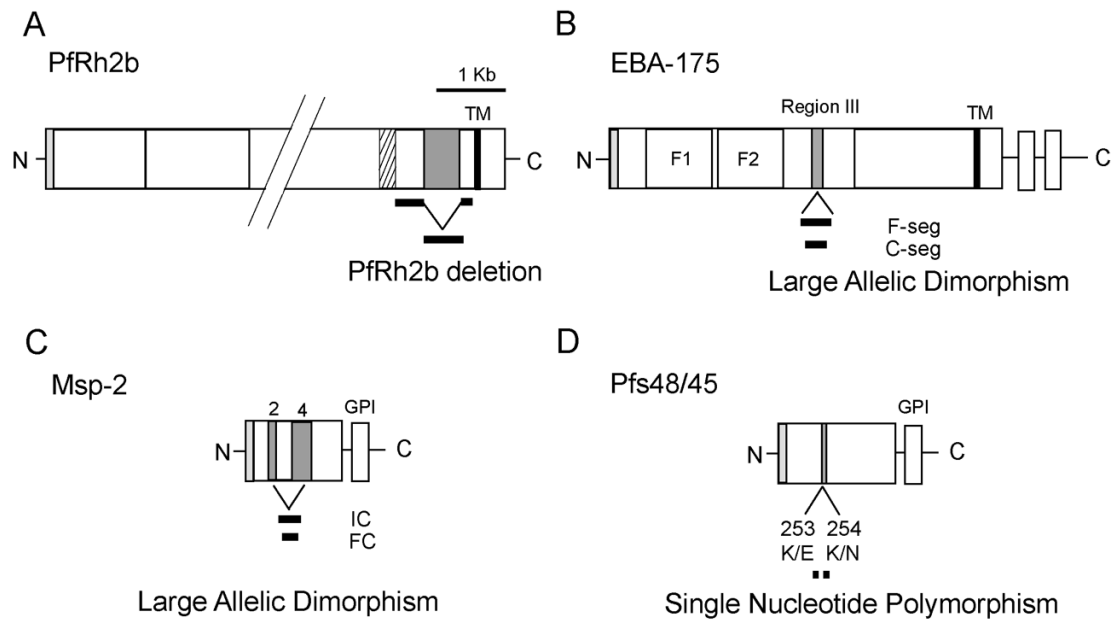 A
PfRh2b
1 Kb
TM
N
C
PfRh2b deletion
B
EBA-175
Region III
TM
N
F1
F2
C
F-seg
C-seg
Large Allelic Dimorphism
C
Msp-2
2
4
GPI
N
C
IC
FC
Large Allelic Dimorphism
D
Pfs48/45
GPI
N
C
253 254
K/E K/N
Single Nucleotide Polymorphism